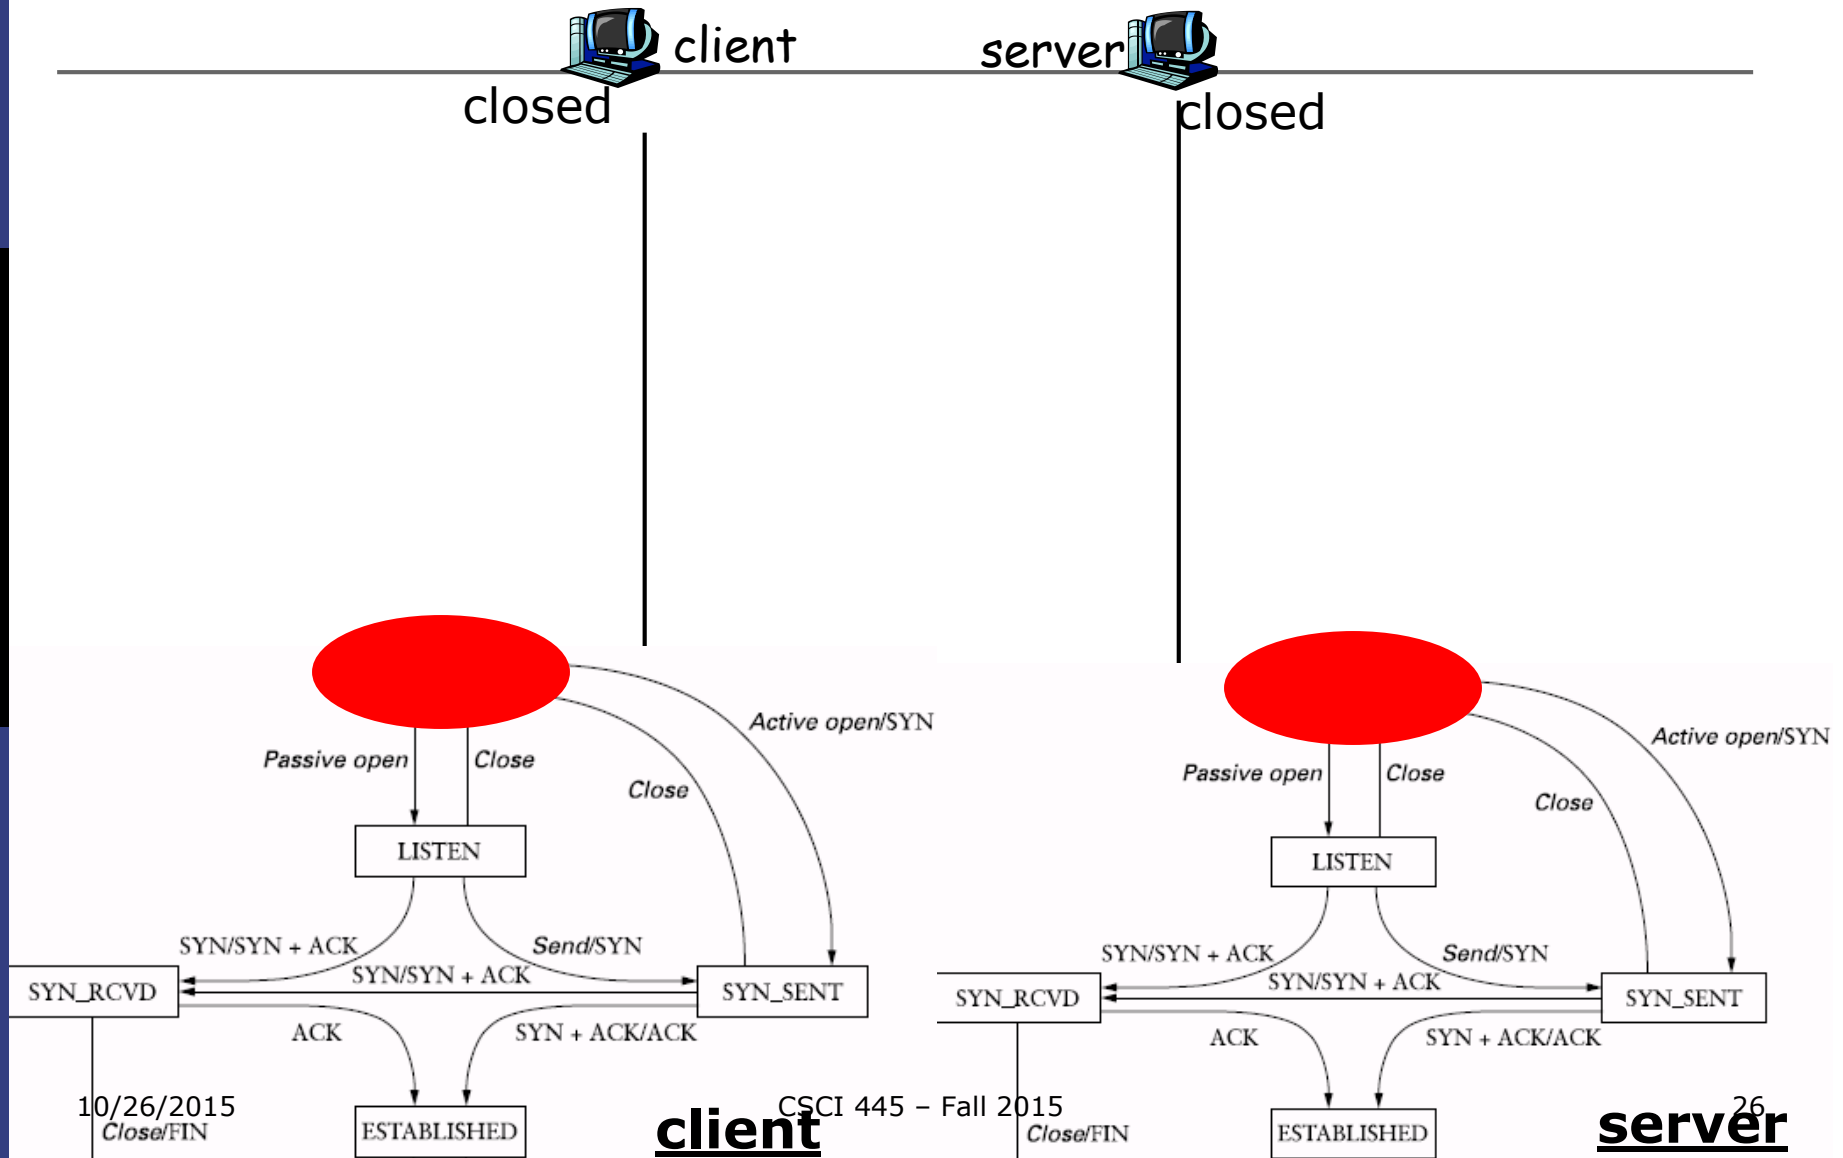 client
server
closed
closed
Active open/SYN
Passive open
Close
Close
LISTEN
SYN/SYN + ACK
Send/SYN
SYN/SYN + ACK
SYN_RCVD
SYN_SENT
ACK
SYN + ACK/ACK
Close/FIN
ESTABLISHED
client
Active open/SYN
Passive open
Close
Close
LISTEN
SYN/SYN + ACK
Send/SYN
SYN/SYN + ACK
SYN_RCVD
SYN_SENT
ACK
SYN + ACK/ACK
Close/FIN
ESTABLISHED
server
10/26/2015
CSCI 445 – Fall 2015
26